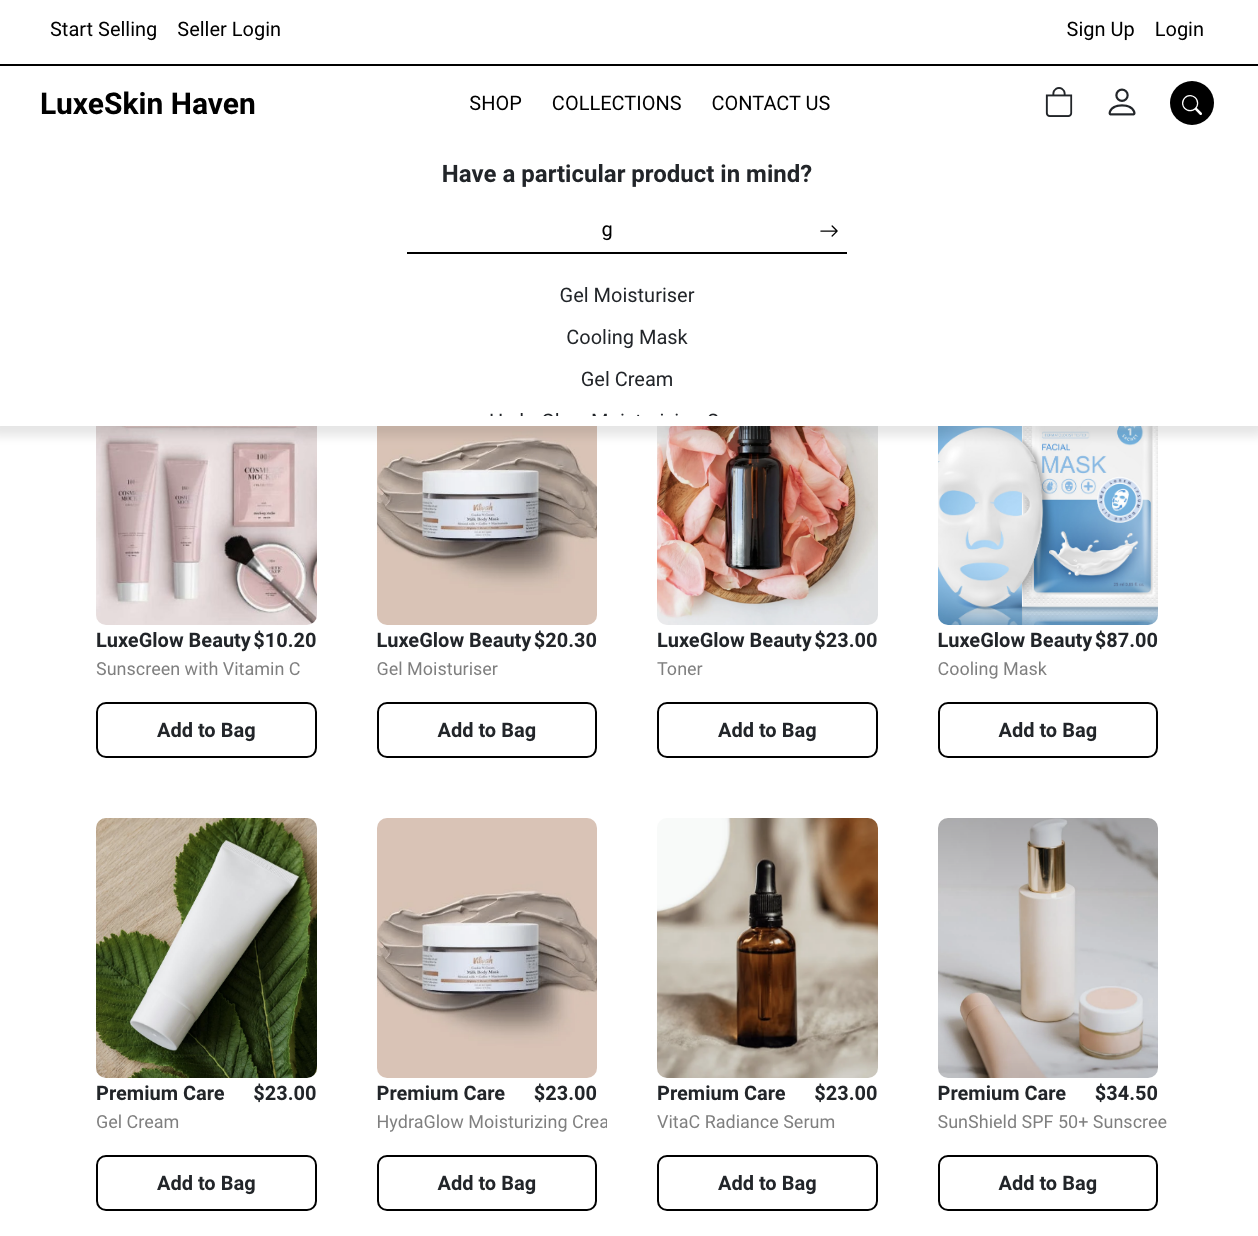 Start Selling Seller Login Sign Up Login
LuxeSkin Haven SHOP COLLECTIONS CONTACT US
Have a particular product in mind?
g
Gel Moisturiser
Cooling Mask
Gel Cream
FACIAL
MASK
LuxeGlow Beauty $10.20 LuxeGlow Beauty $20.30 LuxeGlow Beauty $23.00 LuxeGlow Beauty $87.00
Sunscreen with Vitamin C Gel Moisturiser Toner Cooling Mask
Add to Bag Add to Bag Add to Bag Add to Bag
Premium Care $23.00 Premium Care $23.00 Premium Care $23.00 Premium Care $34.50
Gel Cream HydraGlow Moisturizing Crea VitaC Radiance Serum SunShield SPF 50+ Sunscree
Add to Bag Add to Bag Add to Bag Add to Bag